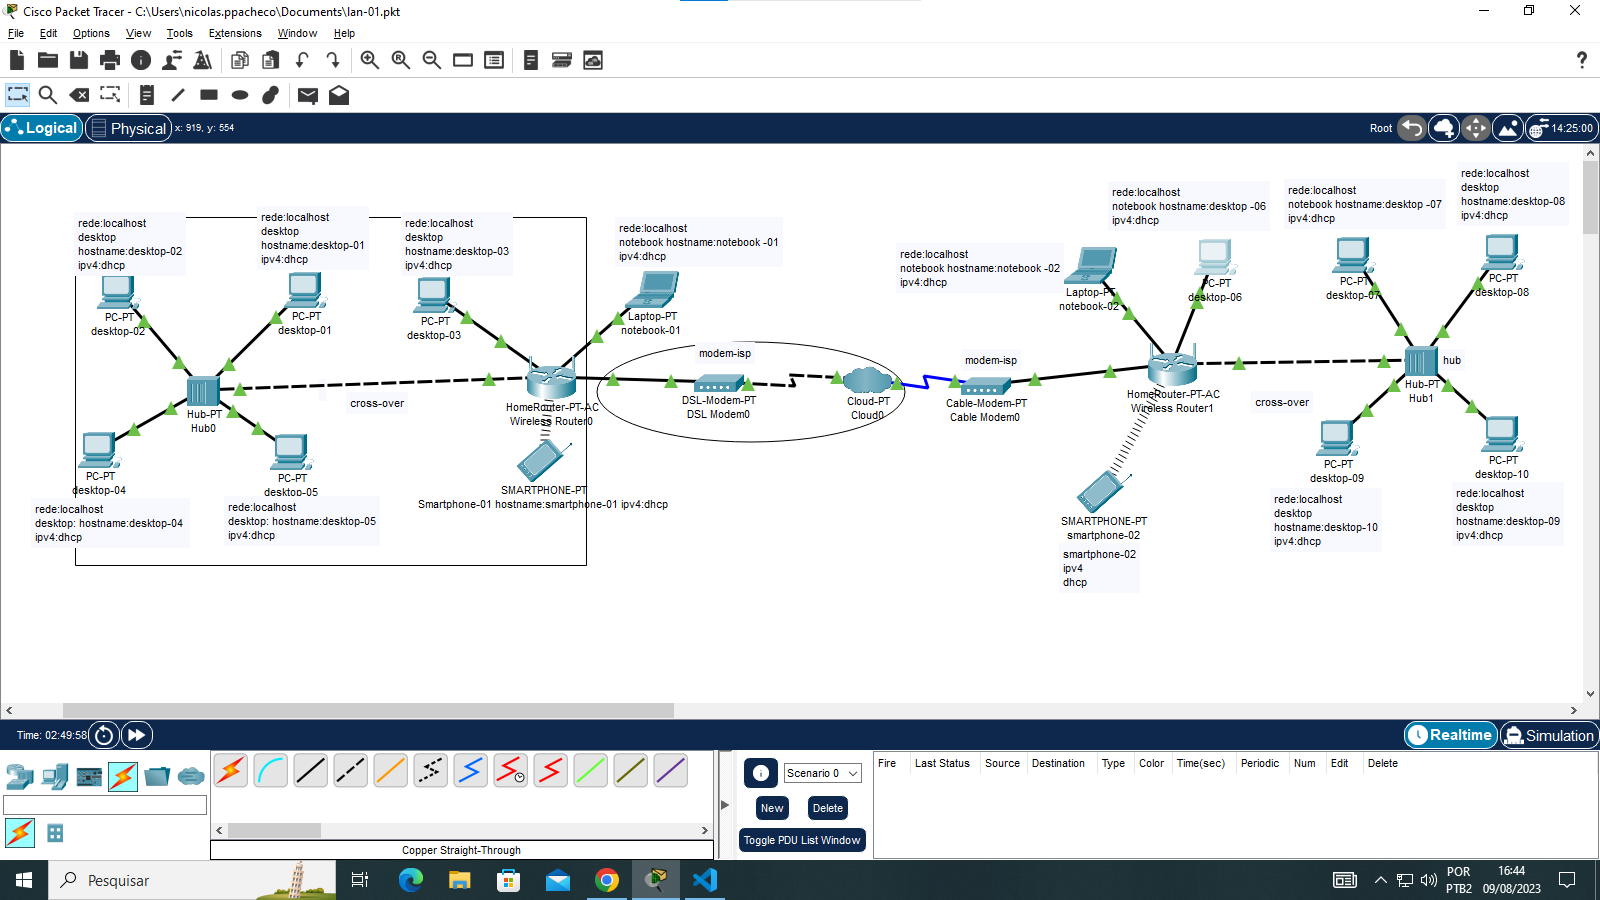 Cisco Packet Tracer - C:\Users\nicolas.ppacheco\Documents\lan-01.pkt
File Edit Options View Tools Extensions Window Help
Logical Physical x: 919, y: 554 Root 14:25:00
rede:localhost
desktop
hostname:desktop-02
ipv4:dhcp
rede:localhost
desktop
hostname:desktop-01
ipv4:dhcp
rede:localhost
desktop
hostname:desktop-03
ipv4:dhcp
rede:localhost
notebook hostname:notebook -01
ipv4:dhcp
rede:localhost
notebook hostname:notebook -02
ipv4:dhcp
rede:localhost
notebook hostname:desktop -06
ipv4:dhcp
rede:localhost
notebook hostname:desktop -07
ipv4:dhcp
rede:localhost
desktop
hostname:desktop-08
ipv4:dhcp
PC-PT
desktop-02
PC-PT
desktop-01
PC-PT
desktop-03
Laptop-PT
notebook-01
Laptop-PT
notebook-02
PC-PT
desktop-06
PC-PT
desktop-07
PC-PT
desktop-08
modem-isp
modem-isp
hub
Hub-PT
Hub0
cross-over
HomeRouter-PT-AC
Wireless Router0
DSL-Modem-PT
DSL Modem0
Cloud-PT
Cloud0
Cable-Modem-PT
Cable Modem0
HomeRouter-PT-AC
Wireless Router1
cross-over
Hub-PT
Hub1
PC-PT
desktop-04
PC-PT
desktop-05
SMARTPHONE-PT
Smartphone-01 hostname:smartphone-01 ipv4:dhcp
SMARTPHONE-PT
smartphone-02
PC-PT
desktop-09
PC-PT
desktop-10
rede:localhost
desktop: hostname:desktop-04
ipv4:dhcp
rede:localhost
desktop: hostname:desktop-05
ipv4:dhcp
smartphone-02
ipv4
dhcp
rede:localhost
desktop
hostname:desktop-10
ipv4:dhcp
rede:localhost
desktop
hostname:desktop-09
ipv4:dhcp
Time: 02:49:58 Realtime Simulation
Scenario 0
New Delete
Toggle PDU List Window
Fire Last Status Source Destination Type Color Time(sec) Periodic Num Edit Delete
Copper Straight-Through
Pesquisar
POR
PTB2
16:44
09/08/2023